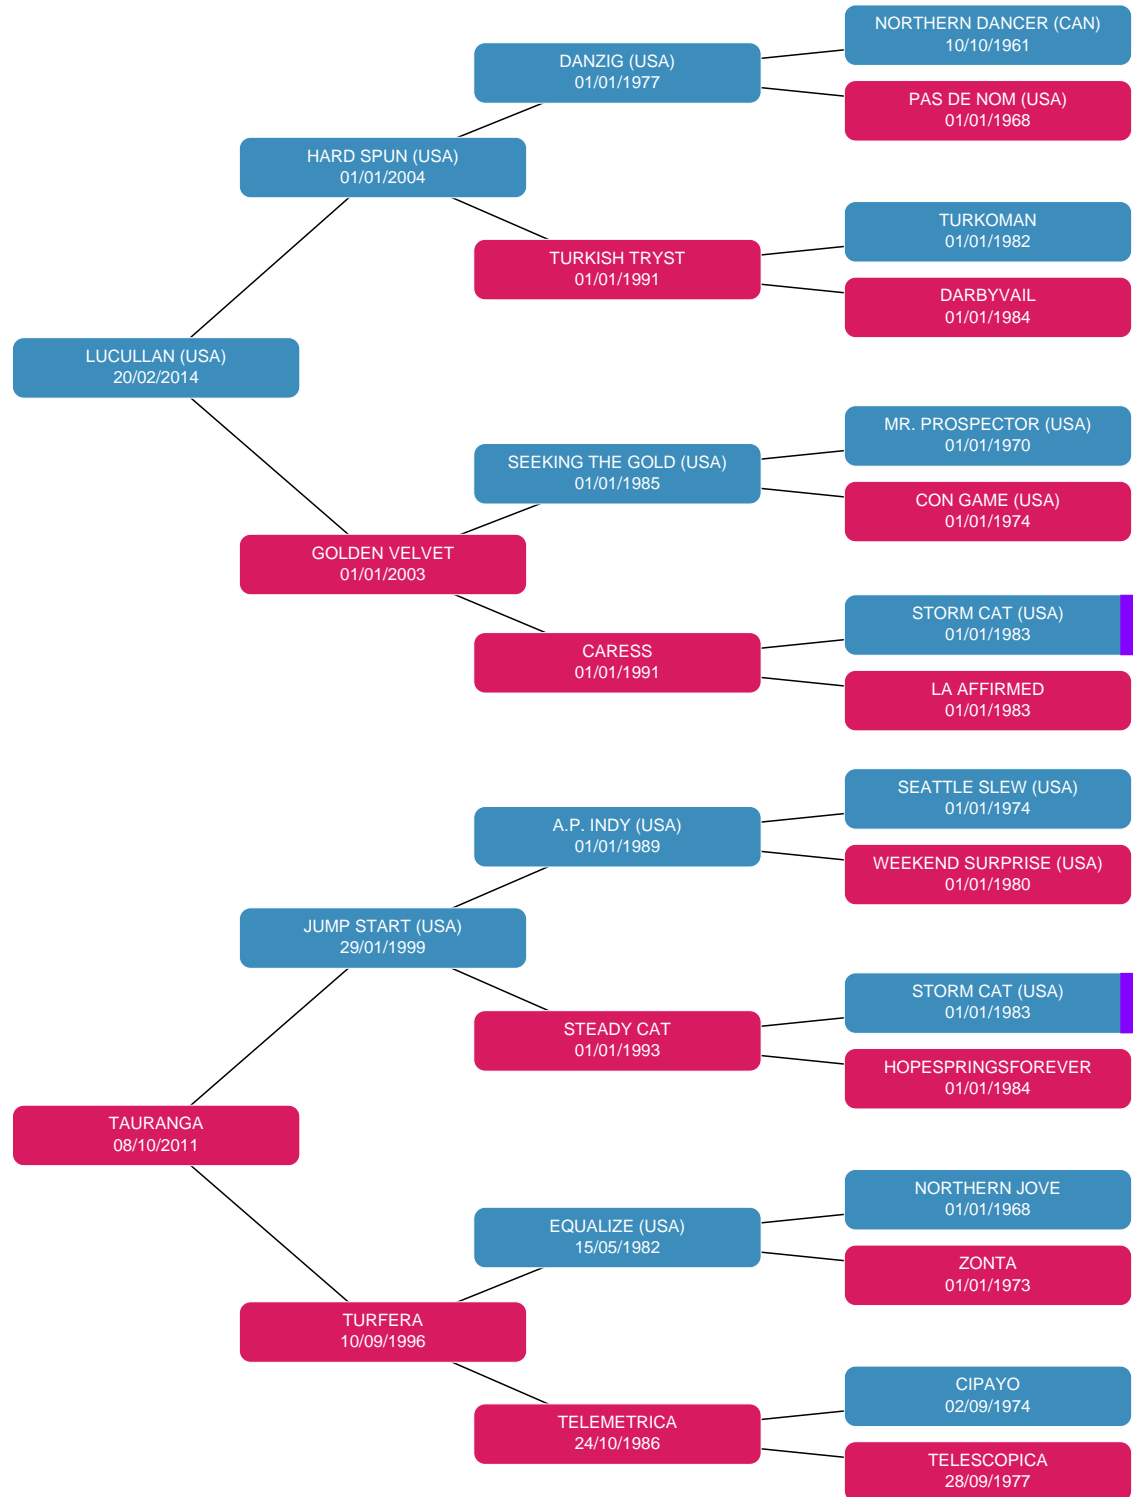 NORTHERN DANCER (CAN)
10/10/1961
DANZIG (USA)
01/01/1977
PAS DE NOM (USA)
01/01/1968
HARD SPUN (USA)
01/01/2004
TURKOMAN
01/01/1982
TURKISH TRYST
01/01/1991
DARBYVAIL
01/01/1984
LUCULLAN (USA)
20/02/2014
MR. PROSPECTOR (USA)
01/01/1970
SEEKING THE GOLD (USA)
01/01/1985
CON GAME (USA)
01/01/1974
GOLDEN VELVET
01/01/2003
STORM CAT (USA)
01/01/1983
CARESS
01/01/1991
LA AFFIRMED
01/01/1983
SEATTLE SLEW (USA)
01/01/1974
A.P. INDY (USA)
01/01/1989
WEEKEND SURPRISE (USA)
01/01/1980
JUMP START (USA)
29/01/1999
STORM CAT (USA)
01/01/1983
STEADY CAT
01/01/1993
HOPESPRINGSFOREVER
01/01/1984
TAURANGA
08/10/2011
NORTHERN JOVE
01/01/1968
EQUALIZE (USA)
15/05/1982
ZONTA
01/01/1973
TURFERA
10/09/1996
CIPAYO
02/09/1974
TELEMETRICA
24/10/1986
TELESCOPICA
28/09/1977